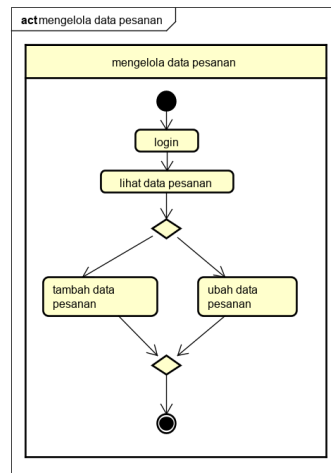 act mengelola data pesanan
mengelola data pesanan
login
lihat data pesanan
tambah data
pesanan
ubah data
pesanan